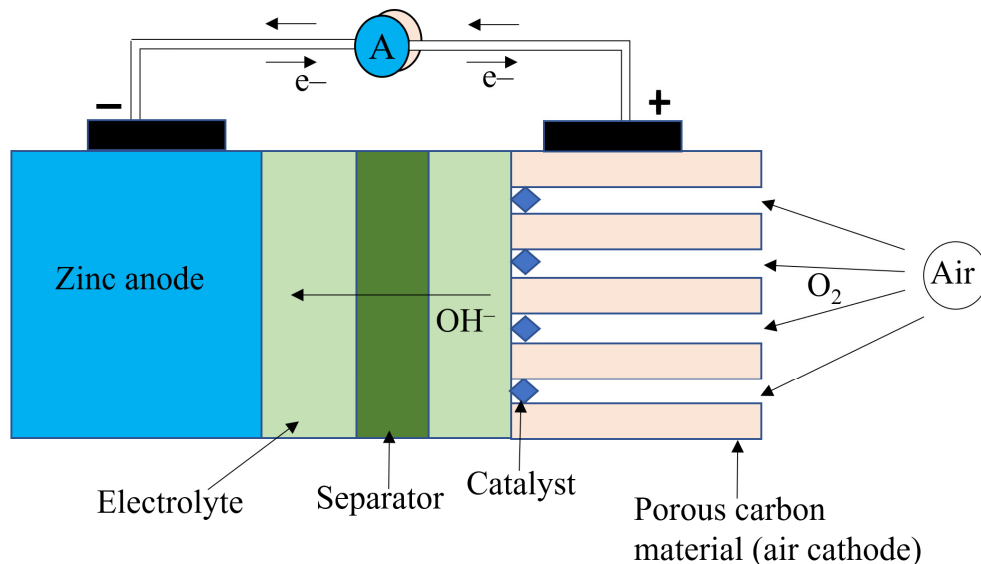 A
e– e–
– +
Zinc anode
OH–
O2
Air
Electrolyte
Separator
Catalyst
Porous carbon
material (air cathode)